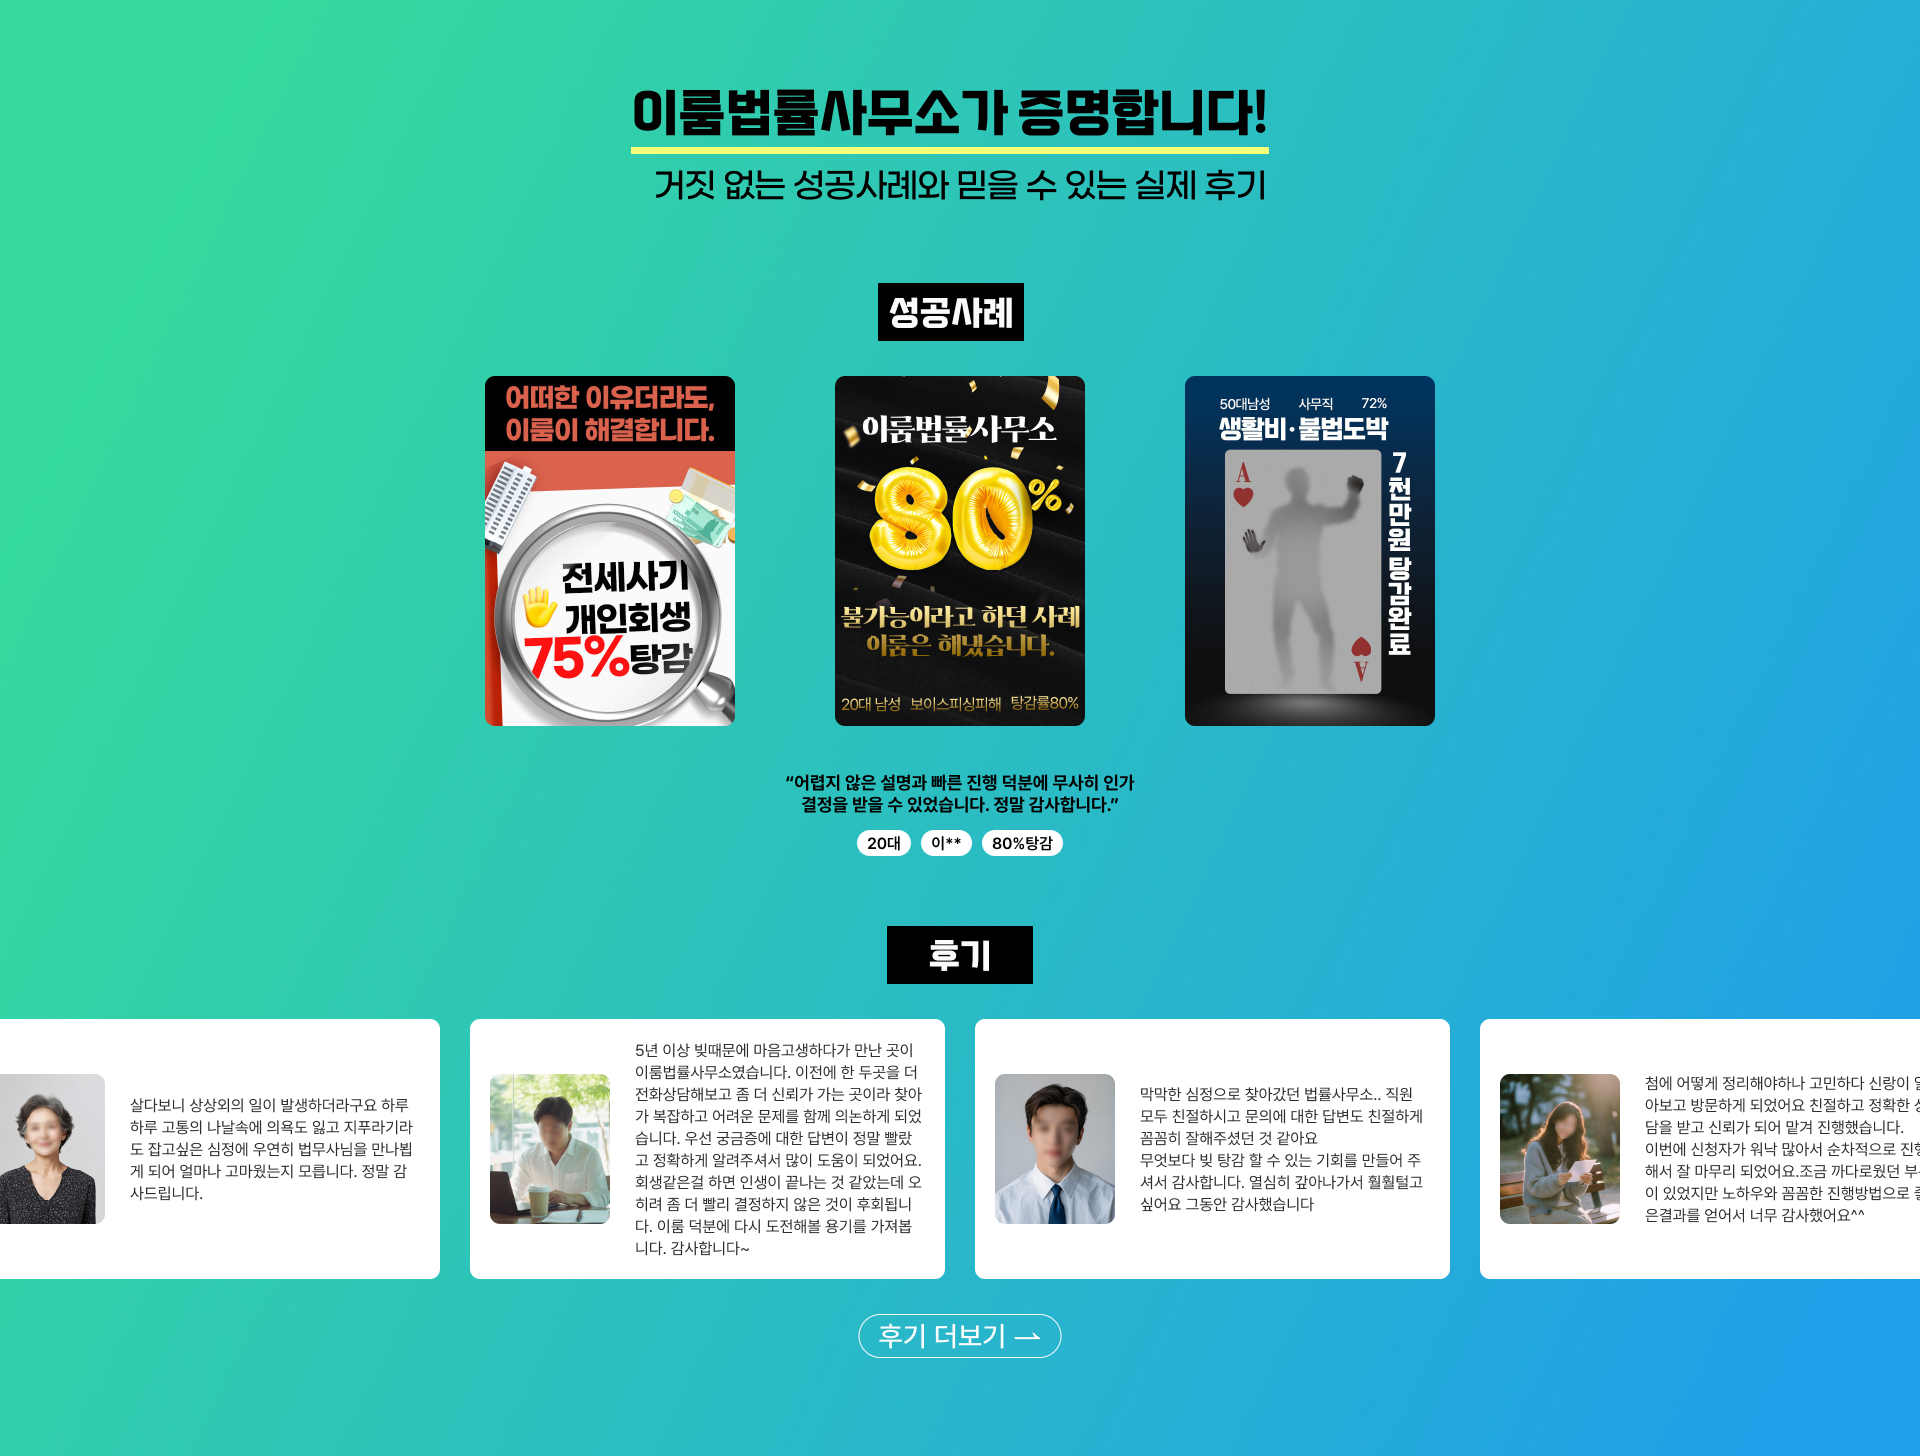 이룸법률사무소가 증명합니다!
거짓 없는 성공사례와 믿을 수 있는 실제 후기
성공사례
어떠한 이유더라도,
이룸이 해결합니다.
전세사기
개인회생
75%탕감
이룸법률사무소
80%
불가능이라고 하던 사례
이룸은 해냈습니다.
20대 남성 보이스피싱피해 탕감률80%
50대남성 사무직 72%
생활비·불법도박
7천만원 탕감완료
A
A
“어렵지 않은 설명과 빠른 진행 덕분에 무사히 인가
결정을 받을 수 있었습니다. 정말 감사합니다.”
20대 이** 80%탕감
후기
살다보니 상상외의 일이 발생하더라구요 하루
하루 고통의 나날속에 의욕도 잃고 지푸라기라
도 잡고싶은 심정에 우연히 법무사님을 만나뵙
게 되어 얼마나 고마웠는지 모릅니다. 정말 감
사드립니다.
5년 이상 빚때문에 마음고생하다가 만난 곳이
이룸법률사무소였습니다. 이전에 한 두곳을 더
전화상담해보고 좀 더 신뢰가 가는 곳이라 찾아
가 복잡하고 어려운 문제를 함께 의논하게 되었
습니다. 우선 궁금증에 대한 답변이 정말 빨랐
고 정확하게 알려주셔서 많이 도움이 되었어요.
회생같은걸 하면 인생이 끝나는 것 같았는데 오
히려 좀 더 빨리 결정하지 않은 것이 후회됩니
다. 이룸 덕분에 다시 도전해볼 용기를 가져봅
니다. 감사합니다~
막막한 심정으로 찾아갔던 법률사무소.. 직원
모두 친절하시고 문의에 대한 답변도 친절하게
꼼꼼히 잘해주셨던 것 같아요
무엇보다 빚 탕감 할 수 있는 기회를 만들어 주
셔서 감사합니다. 열심히 갚아나가서 훨훨털고
싶어요 그동안 감사했습니다
첨에 어떻게 정리해야하나 고민하다 신랑이
아보고 방문하게 되었어요 친절하고 정확한
담을 받고 신뢰가 되어 맡겨 진행했습니다.
이번에 신청자가 워낙 많아서 순차적으로 진행
해서 잘 마무리 되었어요.조금 까다로웠던
이 있었지만 노하우와 꼼꼼한 진행방법으로
은결과를 얻어서 너무 감사했어요^^
후기 더보기